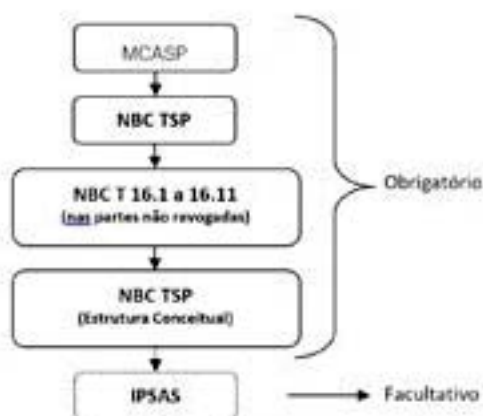 MCASP
NBC TSP
NBC T 16.1 a 16.11
(nas partes não revogadas)
Obrigatório
NBC TSP
(Estrutura Conceitual)
IPSAS
Facultativo